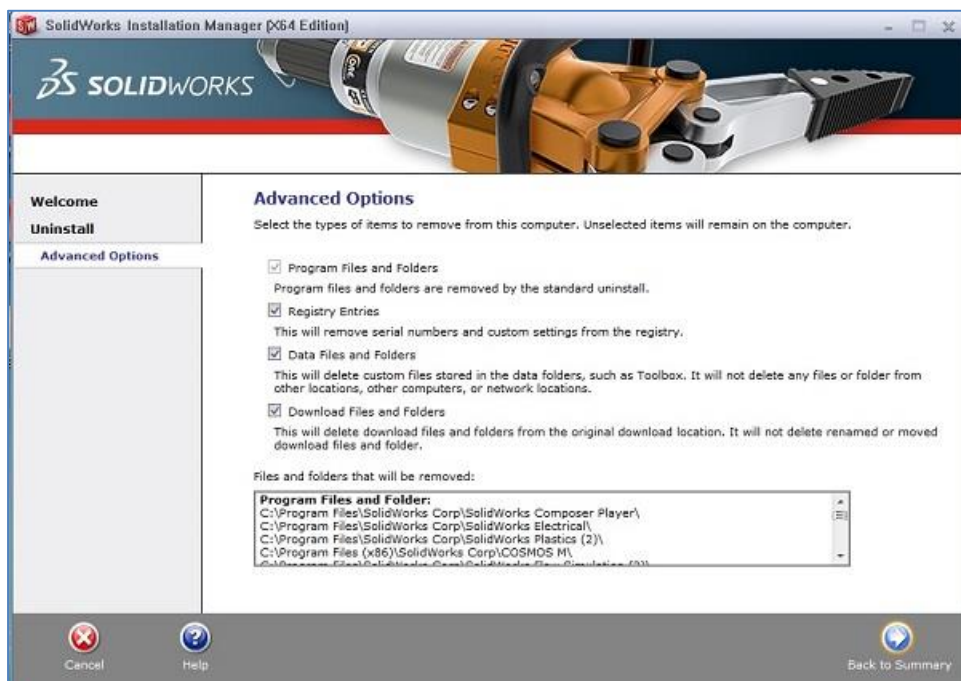 SolidWorks Installation Manager (X64 Edition)
SOLIDWORKS
Welcome
Uninstall
Advanced Options
Advanced Options
Select the types of items to remove from this computer. Unselected items will remain on the computer.
Program Files and Folders
Program files and folders are removed by the standard uninstall.
Registry Entries
This will remove serial numbers and custom settings from the registry.
Data Files and Folders
This will delete custom files stored in the data folders, such as Toolbox. It will not delete any files or folder from
other locations, other computers, or network locations.
Download Files and Folders
This will delete download files and folders from the original download location. It will not delete renamed or moved
download files and folder.
Files and folders that will be removed:
Program Files and Folder:
C:\Program Files\SolidWorks Corp\SolidWorks Composer Player\
C:\Program Files\SolidWorks Corp\SolidWorks Electrical\
C:\Program Files\SolidWorks Corp\SolidWorks Plastics (2)\
C:\Program Files (x86)\SolidWorks Corp\COSMOS M\
Cancel
Help
Back to Summary